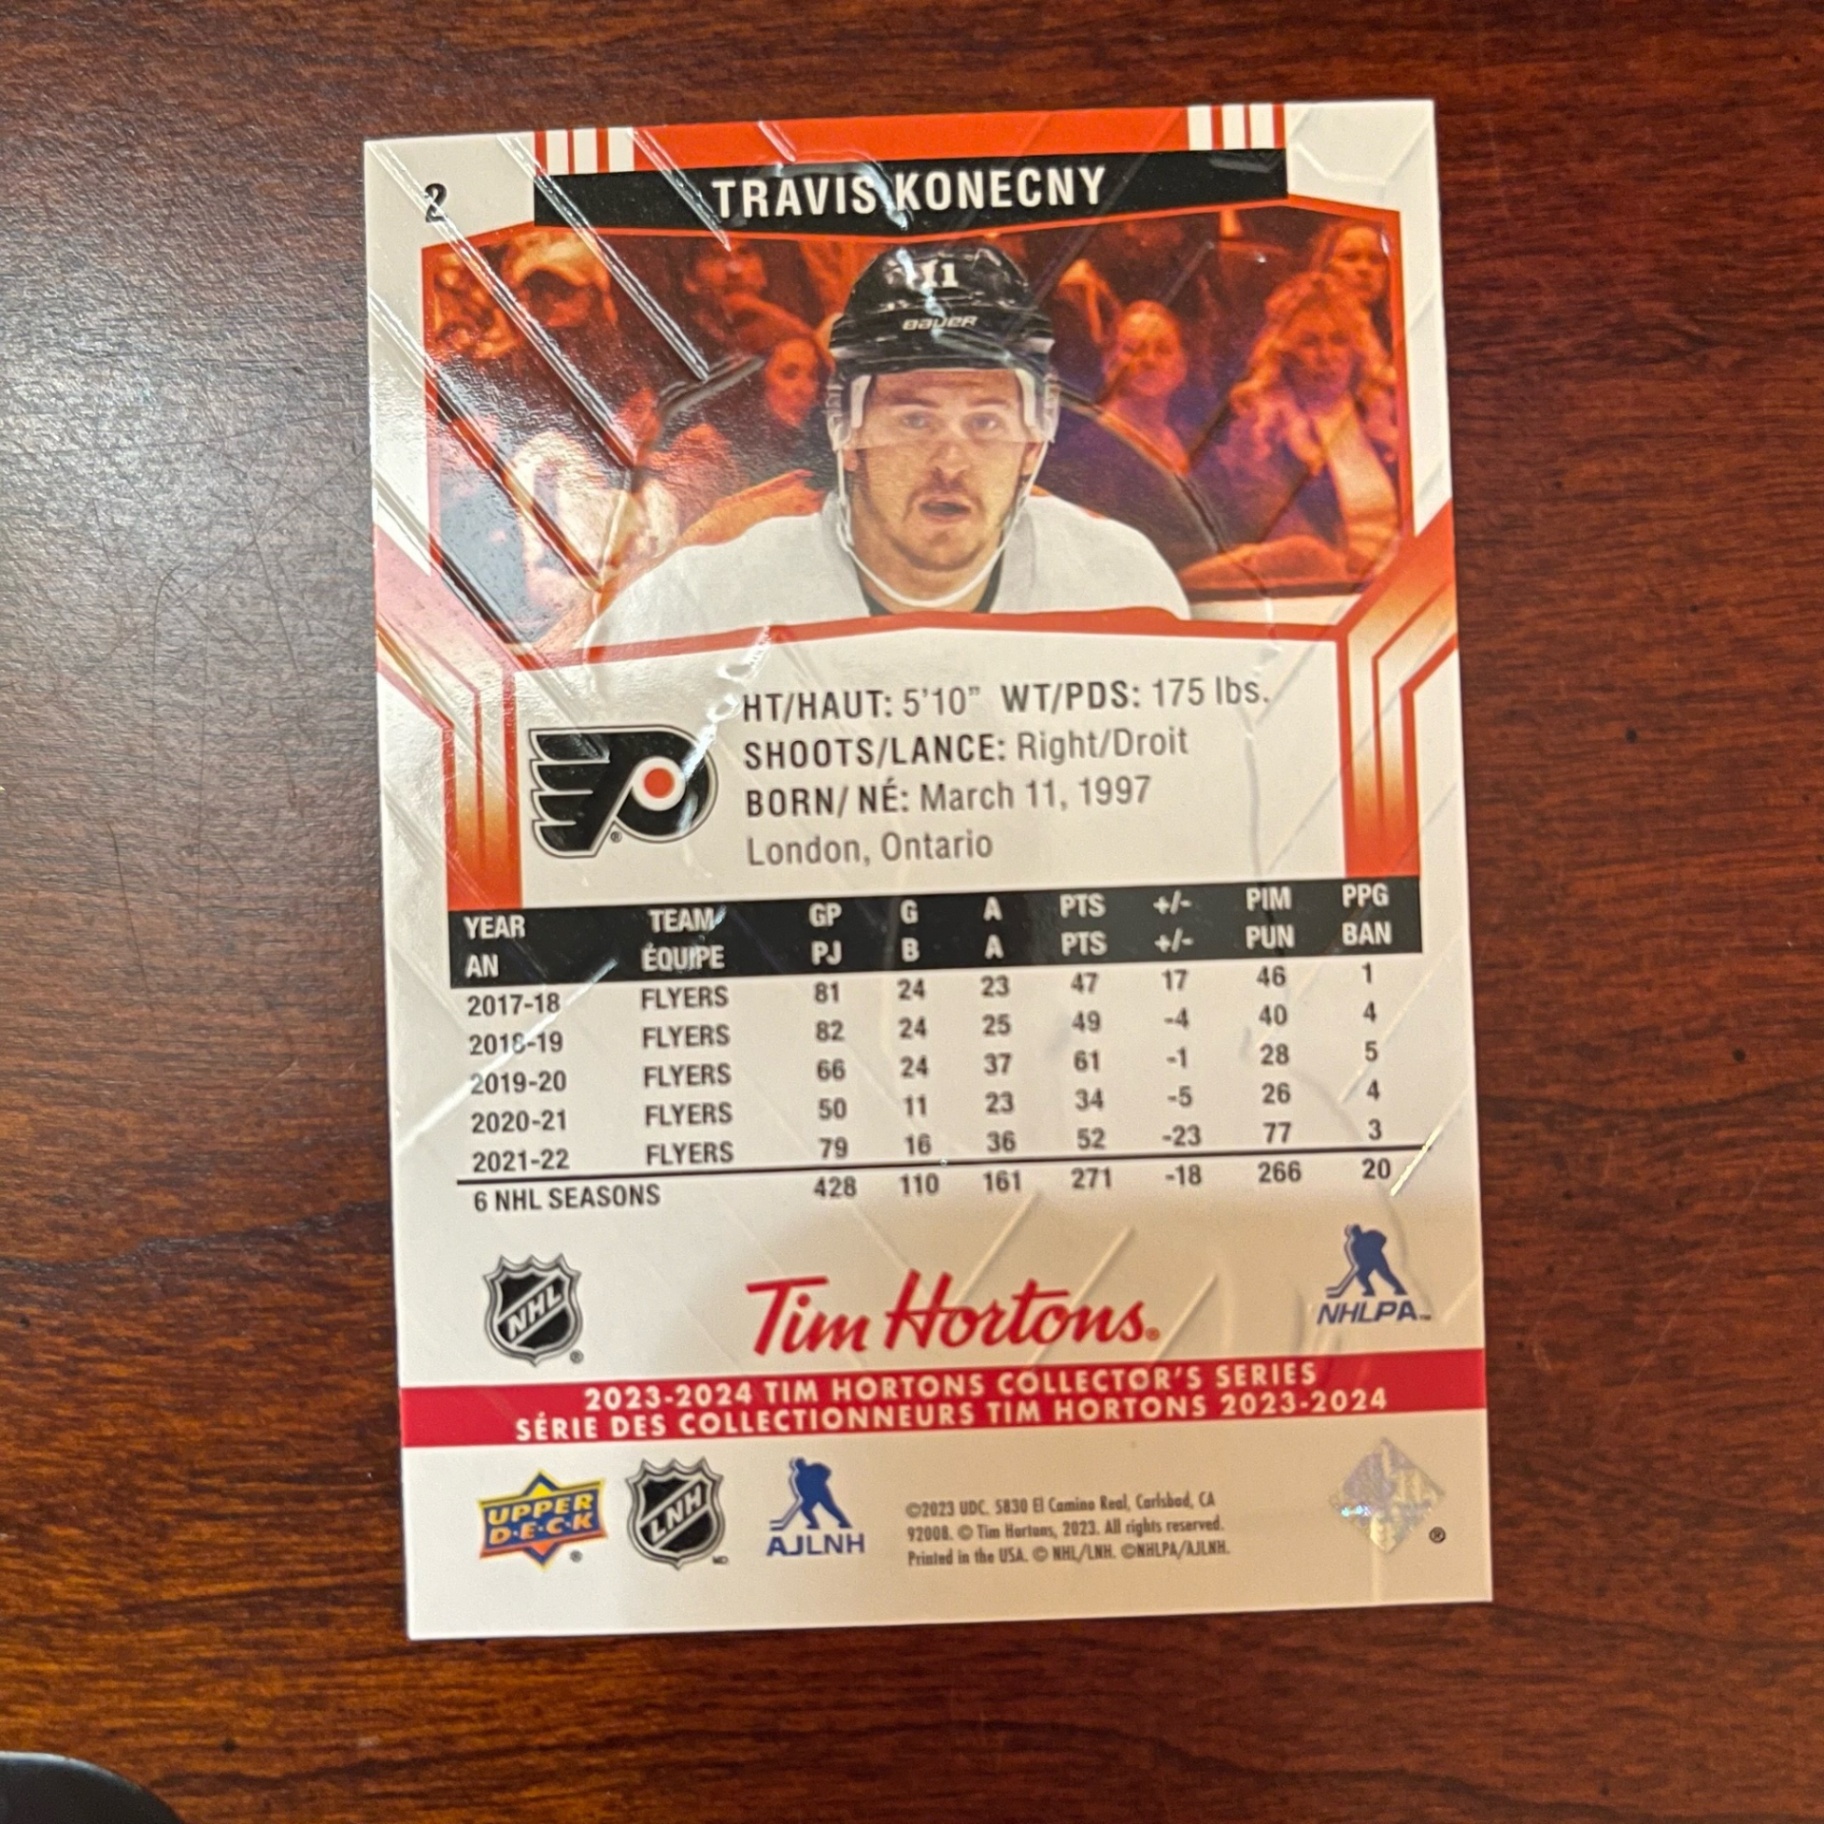 2
TRAVIS KONECNY
11
BAUER
HT/HAUT: 5'10" WT/PDS: 175 lbs.
SHOOTS/LANCE: Right/Droit
BORN/ NÉ: March 11, 1997
London, Ontario
YEAR TEAM GP G A PTS +/- PIM PPG
AN ÉQUIPE PJ B A PTS +/- PUN BAN
2017-18 FLYERS 81 24 23 47 17 46 1
2018-19 FLYERS 82 24 25 49 -4 40 4
2019-20 FLYERS 66 24 37 61 -1 28 5
2020-21 FLYERS 50 11 23 34 -5 26 4
2021-22 FLYERS 79 16 36 52 -23 77 3
6 NHL SEASONS 428 110 161 271 -18 266 20
NHL ®
Tim Hortons®
NHLPA™
2023-2024 TIM HORTONS COLLECTOR'S SERIES
SÉRIE DES COLLECTIONNEURS TIM HORTONS 2023-2024
UPPER
D•E•C•K ®
LNH MD
AJLNH
©2023 UDC. 5830 El Camino Real, Carlsbad, CA
92008. © Tim Hortons, 2023. All rights reserved.
Printed in the USA. © NHL/LNH. ©NHLPA/AJLNH.
®